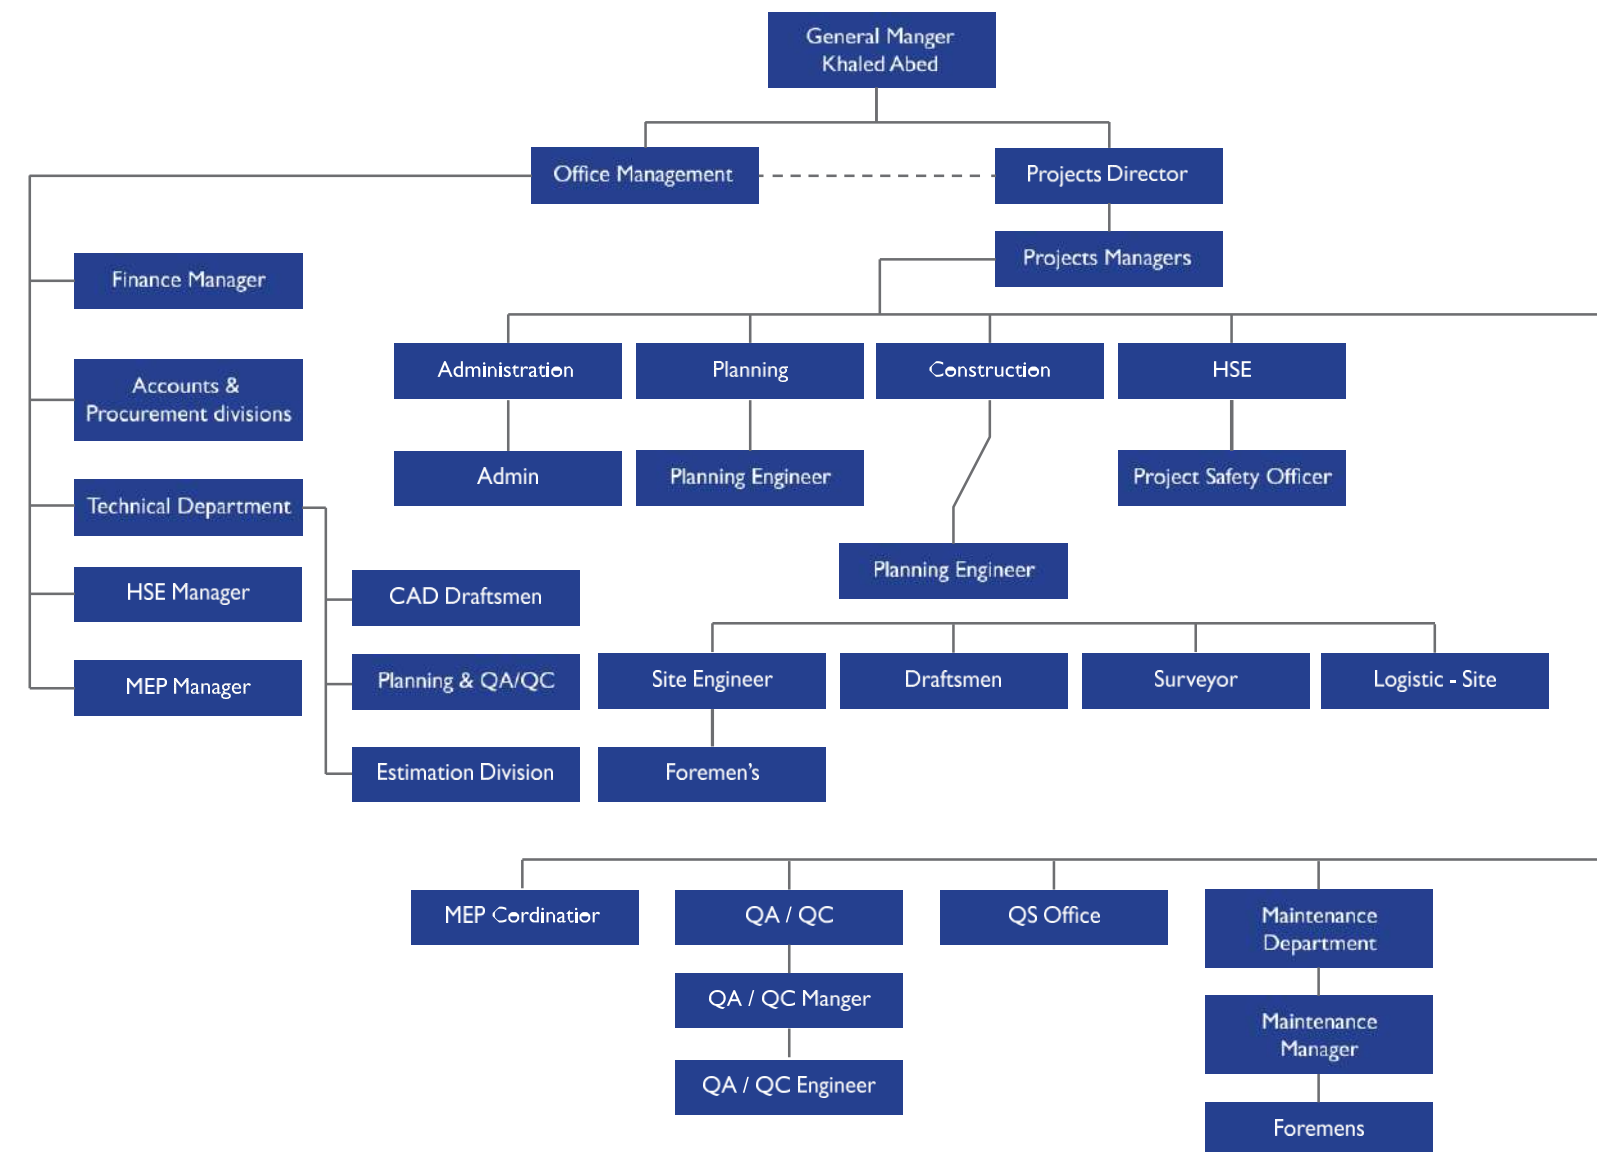 General Manger
Khaled Abed
Office Management
Projects Director
Projects Managers
Finance Manager
Accounts &
Procurement divisions
Technical Department
HSE Manager
MEP Manager
CAD Draftsmen
Planning & QA/QC
Estimation Division
Administration
Planning
Construction
HSE
Admin
Planning Engineer
Project Safety Officer
Planning Engineer
Site Engineer
Draftsmen
Surveyor
Logistic - Site
Foremen's
MEP Cordinatior
QA / QC
QS Office
Maintenance
Department
QA / QC Manger
Maintenance
Manager
QA / QC Engineer
Foremens